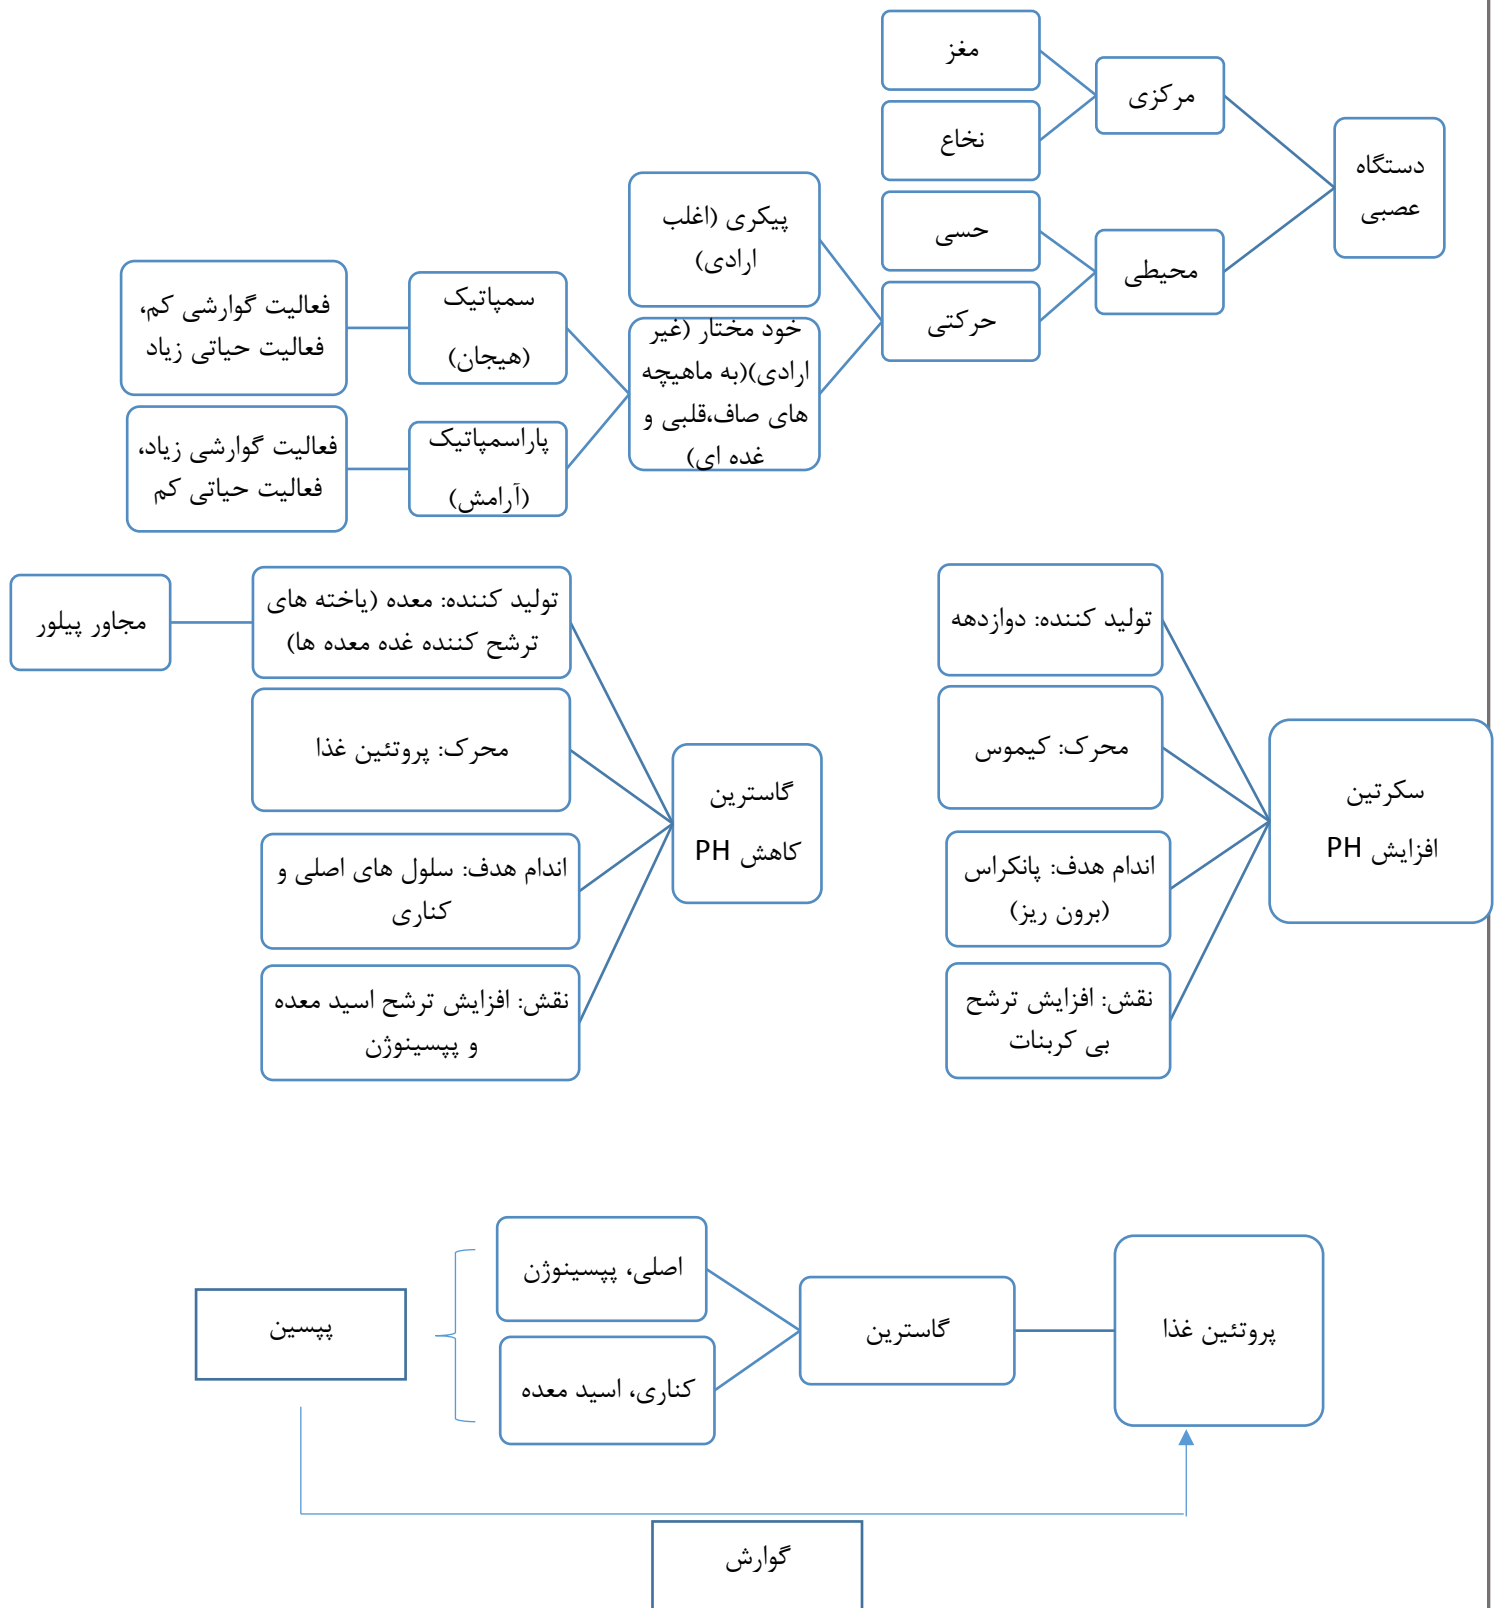 دستگاه
عصبی
مرکزی
مغز
نخاع
محیطی
حسی
حرکتی
پیکری (اغلب
ارادی)
خود مختار (غیر
ارادی)(به ماهیچه
های صاف،قلبی و
غده ای)
سمپاتیک
(هیجان)
فعالیت گوارشی کم،
فعالیت حیاتی زیاد
پاراسمپاتیک
(آرامش)
فعالیت گوارشی زیاد،
فعالیت حیاتی کم
سکرتین
افزایش PH
تولید کننده: دوازدهه
محرک: کیموس
اندام هدف: پانکراس
(برون ریز)
نقش: افزایش ترشح
بی کربنات
گاسترین
کاهش PH
تولید کننده: معده (یاخته های
ترشح کننده غده معده ها)
مجاور پیلور
محرک: پروتئین غذا
اندام هدف: سلول های اصلی و
کناری
نقش: افزایش ترشح اسید معده
و پپسینوژن
پروتئین غذا
گاسترین
اصلی، پپسینوژن
کناری، اسید معده
پپسین
گوارش